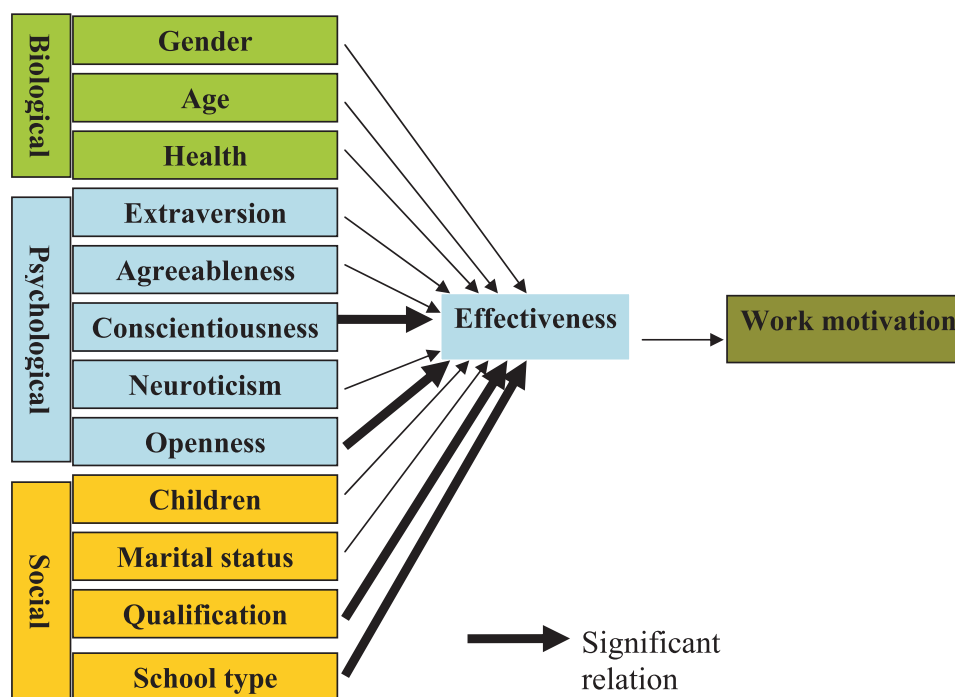 Biological
Gender
Age
Health
Psychological
Extraversion
Agreeableness
Conscientiousness
Neuroticism
Openness
Social
Children
Marital status
Qualification
School type
Effectiveness
Work motivation
Significant
relation